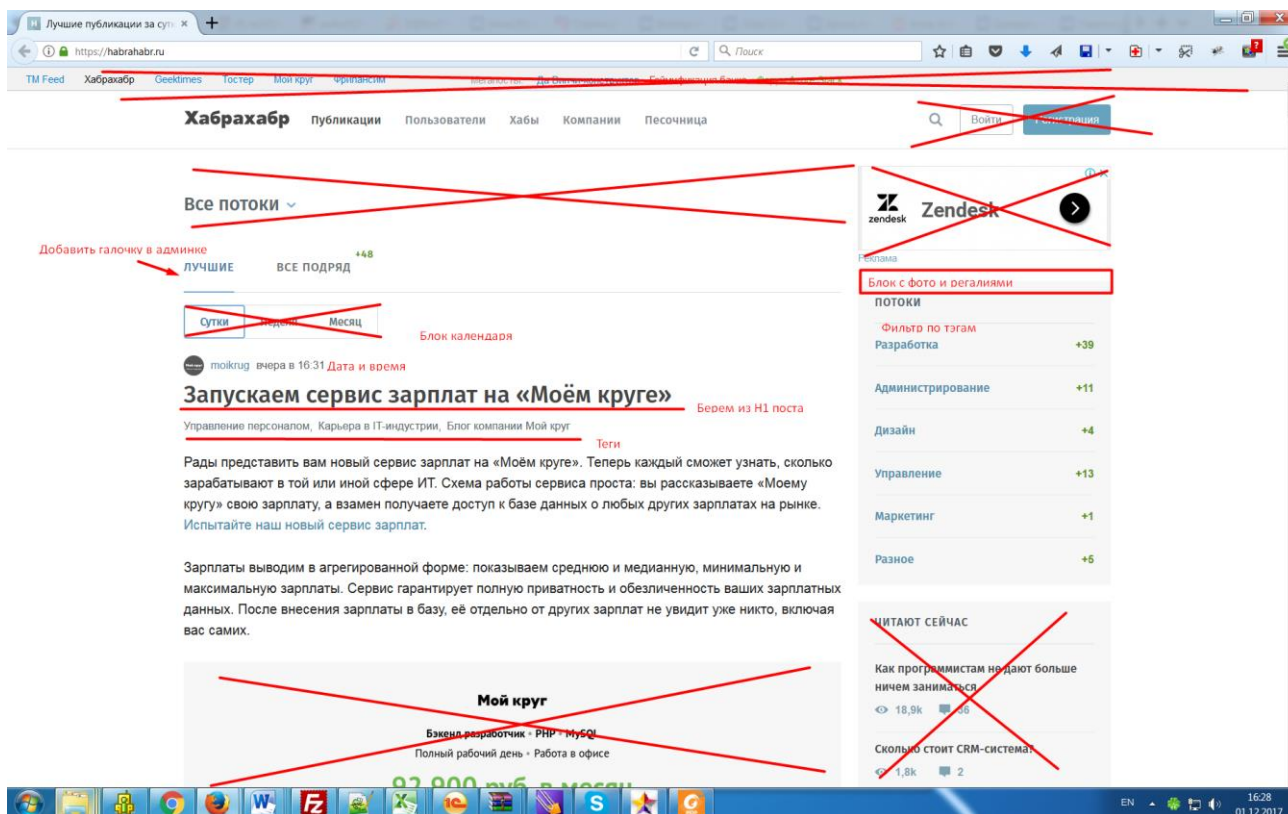 Лучшие публикации за сут
https://habrahabr.ru
Поиск
TM Feed Хабрахабр Geektimes Тостер Мой круг Фрилансим
Хабрахабр Публикации Пользователи Хабы Компании Песочница
Войти Регистрация
Все потоки
zendesk Zendesk
Реклама
Добавить галочку в админке
ЛУЧШИЕ ВСЕ ПОДРЯД +48
Сутки Неделя Месяц
Блок календаря
moikrug вчера в 16:31 Дата и время
Запускаем сервис зарплат на «Моём круге»
Берем из H1 поста
Управление персоналом, Карьера в IT-индустрии, Блог компании Мой круг
Теги
Рады представить вам новый сервис зарплат на «Моём круге». Теперь каждый сможет узнать, сколько
зарабатывают в той или иной сфере ИТ. Схема работы сервиса проста: вы рассказываете «Моему
кругу» свою зарплату, а взамен получаете доступ к базе данных о любых других зарплатах на рынке.
Испытайте наш новый сервис зарплат.
Зарплаты выводим в агрегированной форме: показываем среднюю и медианную, минимальную и
максимальную зарплаты. Сервис гарантирует полную приватность и обезличенность ваших зарплатных
данных. После внесения зарплаты в базу, её отдельно от других зарплат не увидит уже никто, включая
вас самих.
Мой круг
Бэкенд разработчик • PHP • MySQL
Полный рабочий день • Работа в офисе
92 900 руб. в месяц
Блок с фото и регалиями
ПОТОКИ
Фильтр по тэгам
Разработка +39
Администрирование +11
Дизайн +4
Управление +13
Маркетинг +1
Разное +5
ЧИТАЮТ СЕЙЧАС
Как программистам не дают больше
ничем заниматься
18,9k 56
Сколько стоит CRM-система?
1,8k 2
EN 16:28
01.12.2017